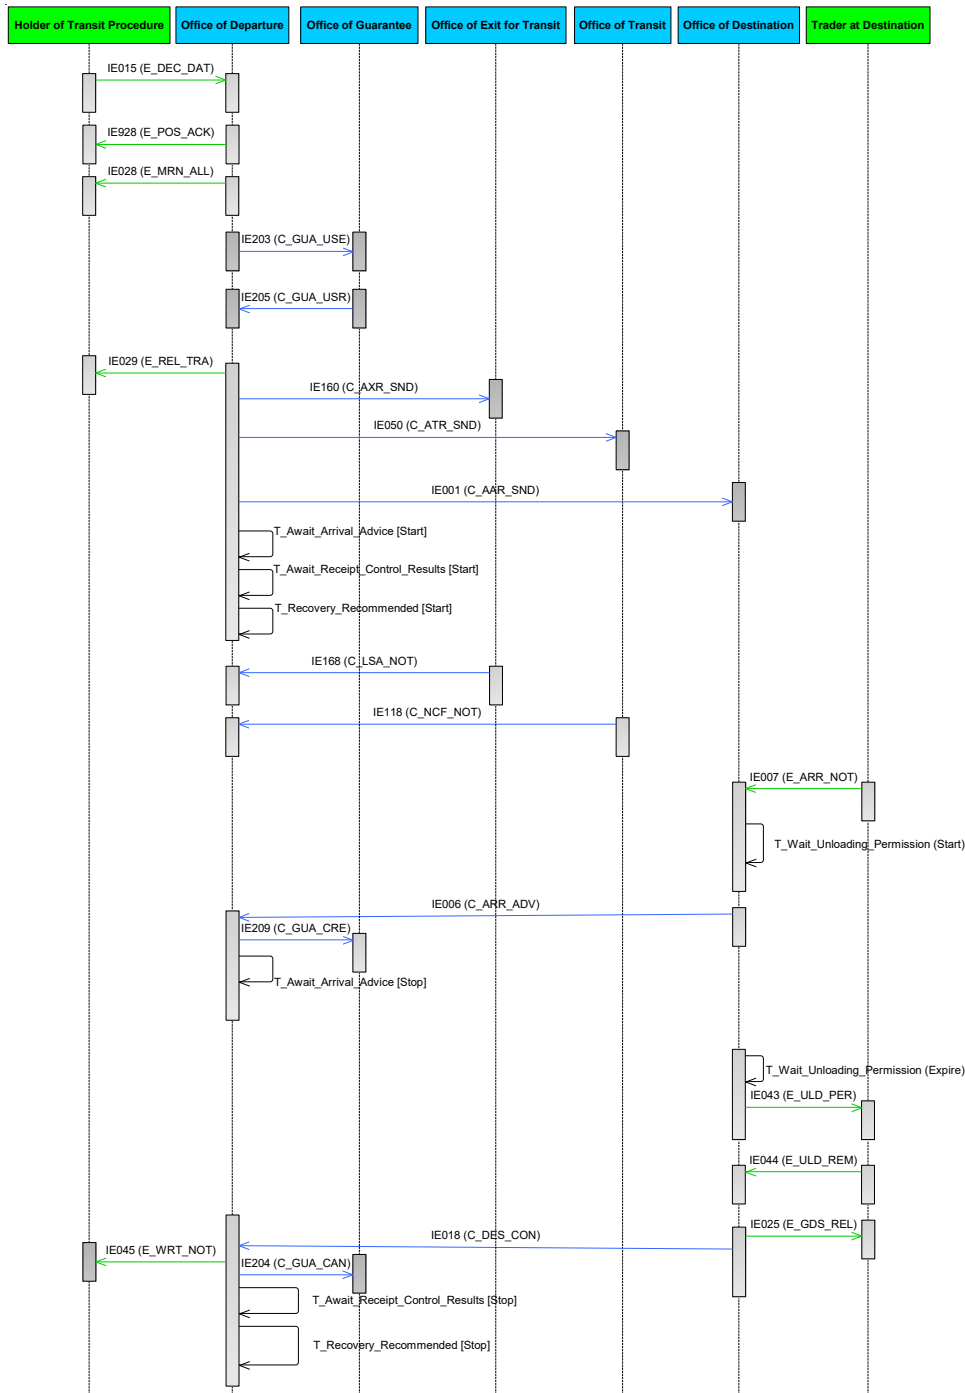 Holder of Transit Procedure
Office of Departure
Office of Guarantee
Office of Exit for Transit
Office of Transit
Office of Destination
Trader at Destination
IE015 (E_DEC_DAT)
IE928 (E_POS_ACK)
IE028 (E_MRN_ALL)
IE203 (C_GUA_USE)
IE205 (C_GUA_USR)
IE029 (E_REL_TRA)
IE160 (C_AXR_SND)
IE050 (C_ATR_SND)
IE001 (C_AAR_SND)
T_Await_Arrival_Advice [Start]
T_Await_Receipt_Control_Results [Start]
T_Recovery_Recommended [Start]
IE168 (C_LSA_NOT)
IE118 (C_NCF_NOT)
IE007 (E_ARR_NOT)
T_Wait_Unloading_Permission (Start)
IE006 (C_ARR_ADV)
IE209 (C_GUA_CRE)
T_Await_Arrival_Advice [Stop]
T_Wait_Unloading_Permission (Expire)
IE043 (E_ULD_PER)
IE044 (E_ULD_REM)
IE025 (E_GDS_REL)
IE018 (C_DES_CON)
IE045 (E_WRT_NOT)
IE204 (C_GUA_CAN)
T_Await_Receipt_Control_Results [Stop]
T_Recovery_Recommended [Stop]